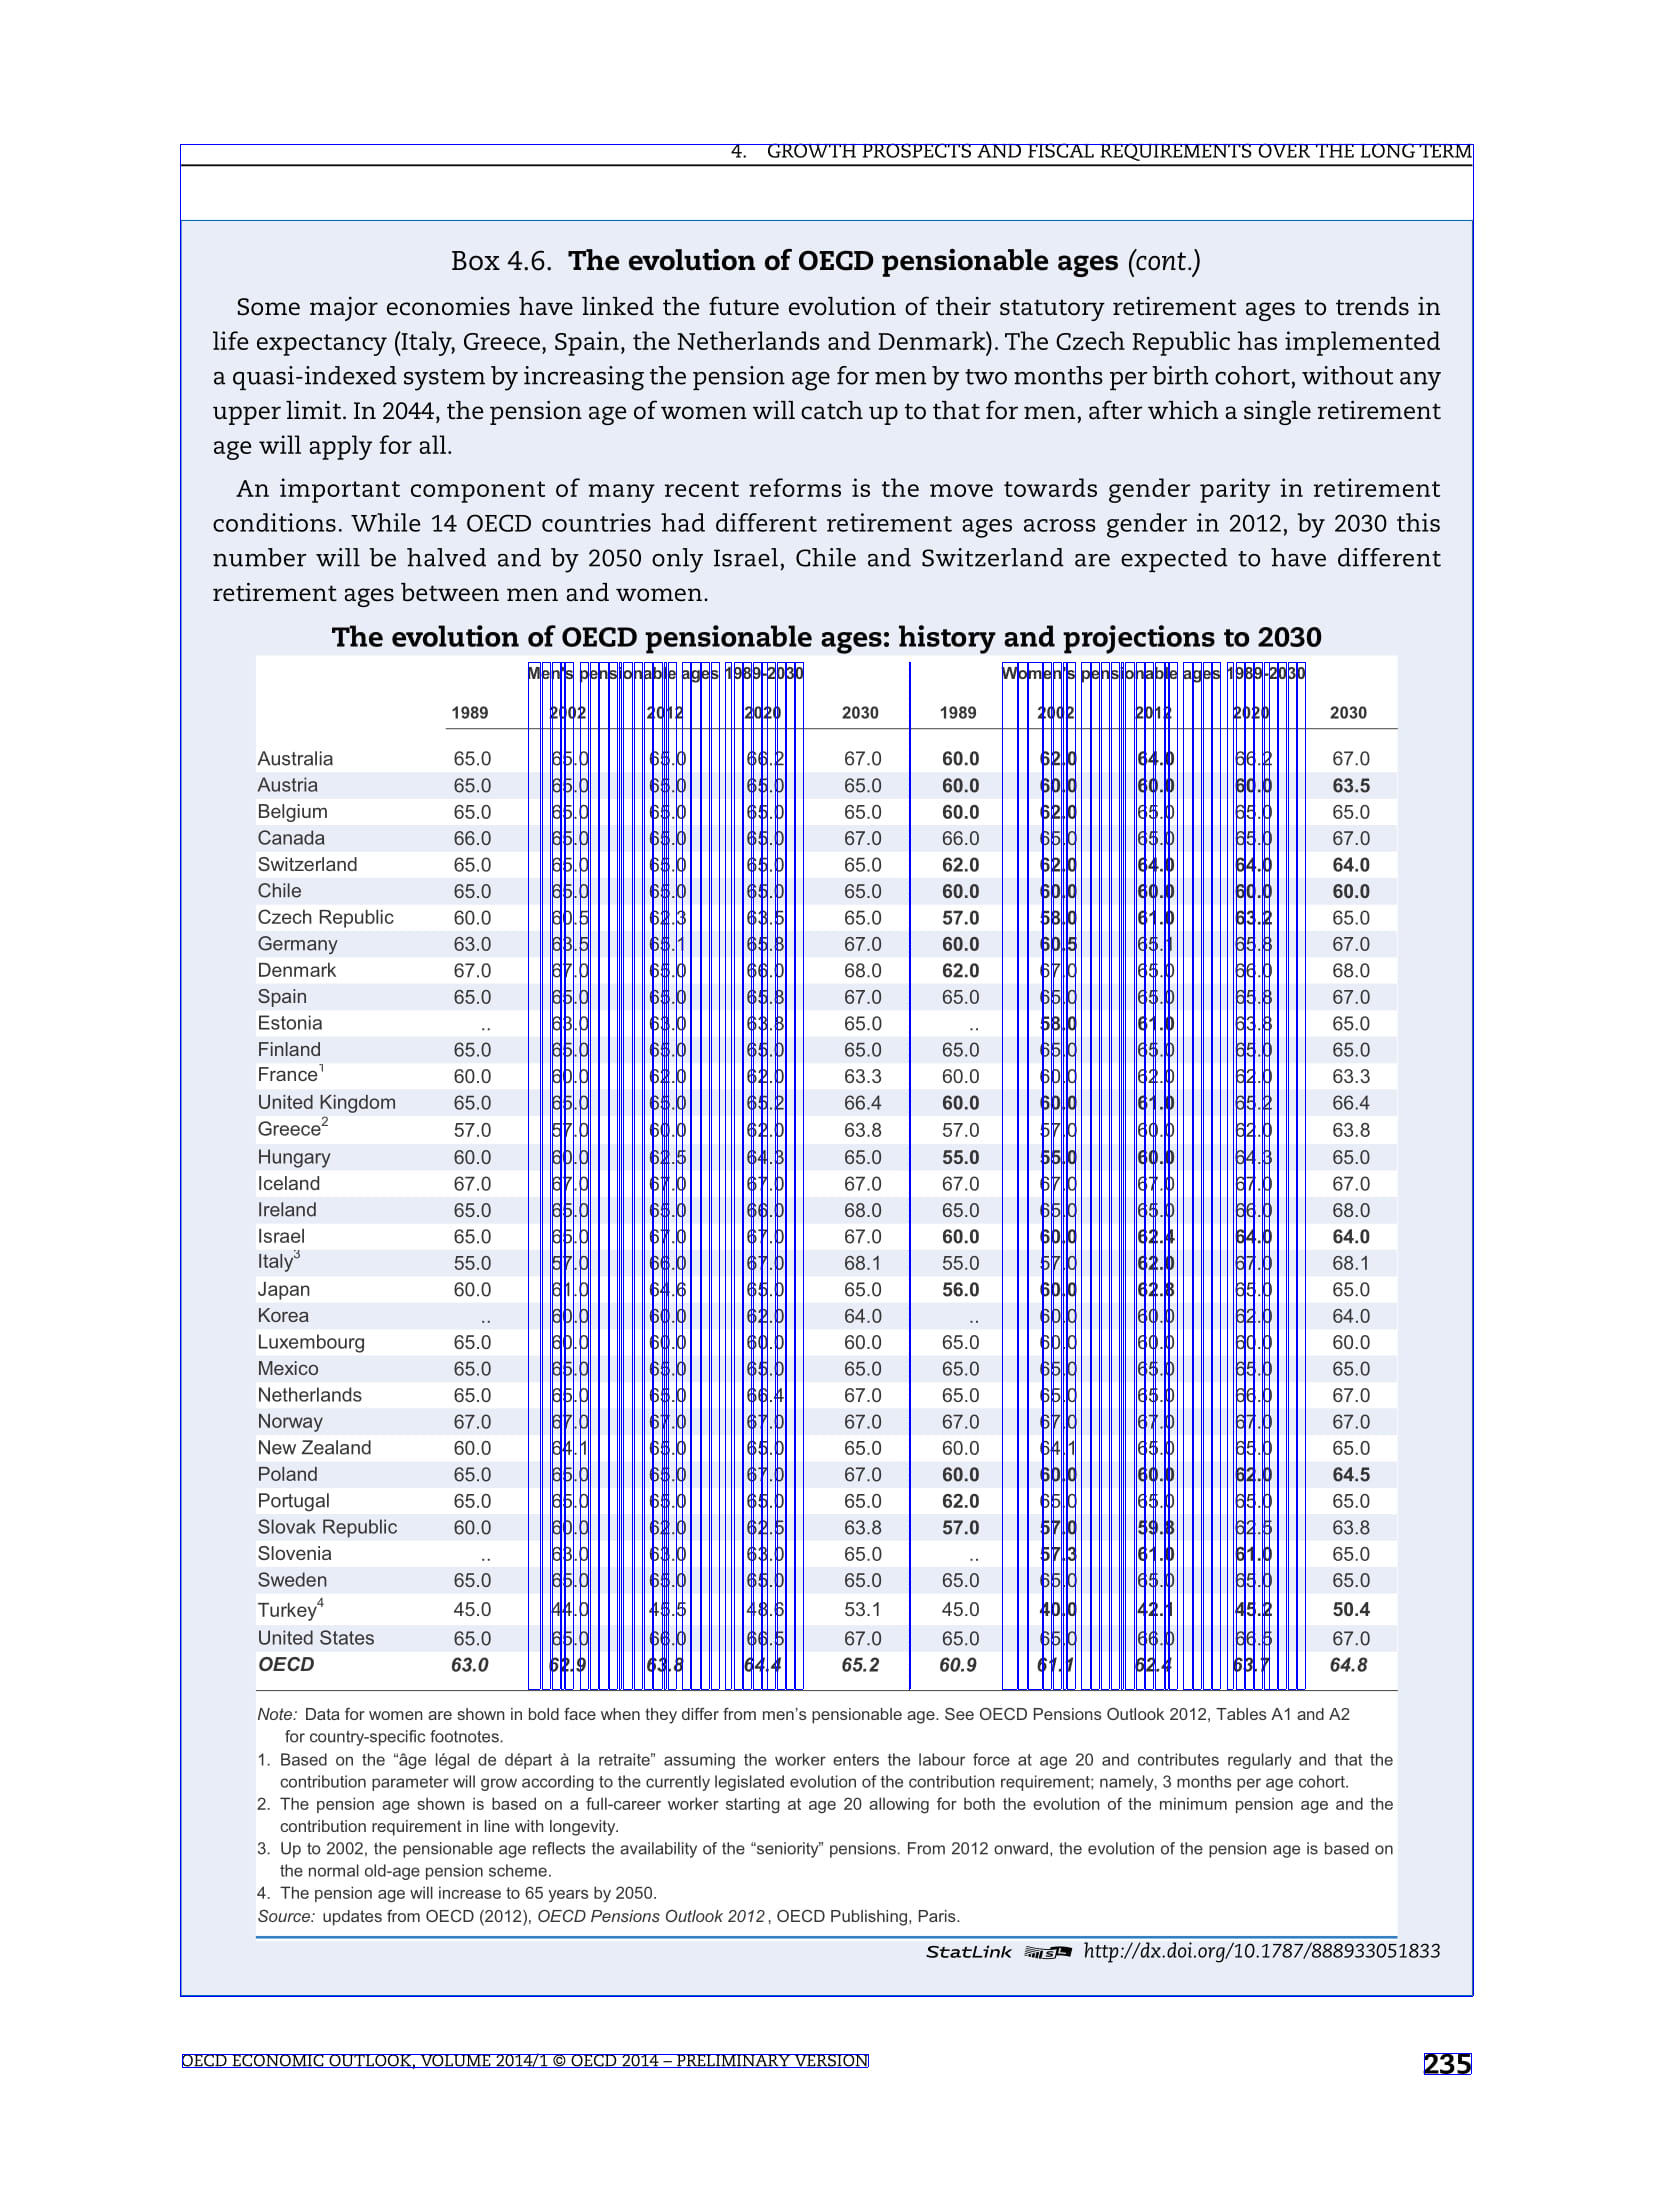 4. GROWTH PROSPECTS AND FISCAL REQUIREMENTS OVER THE LONG TERM
Box 4.6. The evolution of OECD pensionable ages (cont.)
Some major economies have linked the future evolution of their statutory retirement ages to trends in
life expectancy (Italy, Greece, Spain, the Netherlands and Denmark). The Czech Republic has implemented
a quasi-indexed system by increasing the pension age for men by two months per birth cohort, without any
upper limit. In 2044, the pension age of women will catch up to that for men, after which a single retirement
age will apply for all.
An important component of many recent reforms is the move towards gender parity in retirement
conditions. While 14 OECD countries had different retirement ages across gender in 2012, by 2030 this
number will be halved and by 2050 only Israel, Chile and Switzerland are expected to have different
retirement ages between men and women.
The evolution of OECD pensionable ages: history and projections to 2030
Men's pensionable ages 1989-2030 Women's pensionable ages 1989-2030
1989 2002 2012 2020 2030 1989 2002 2012 2020 2030
Australia 65.0 65.0 65.0 66.2 67.0 60.0 62.0 64.0 66.2 67.0
Austria 65.0 65.0 65.0 65.0 65.0 60.0 60.0 60.0 60.0 63.5
Belgium 65.0 65.0 65.0 65.0 65.0 60.0 62.0 65.0 65.0 65.0
Canada 66.0 65.0 65.0 65.0 67.0 66.0 65.0 65.0 65.0 67.0
Switzerland 65.0 65.0 65.0 65.0 65.0 62.0 62.0 64.0 64.0 64.0
Chile 65.0 65.0 65.0 65.0 65.0 60.0 60.0 60.0 60.0 60.0
Czech Republic 60.0 60.5 62.3 63.5 65.0 57.0 58.0 61.0 63.2 65.0
Germany 63.0 63.5 65.1 65.8 67.0 60.0 60.5 65.1 65.8 67.0
Denmark 67.0 67.0 65.0 66.0 68.0 62.0 67.0 65.0 66.0 68.0
Spain 65.0 65.0 65.0 65.8 67.0 65.0 65.0 65.0 65.8 67.0
Estonia .. 63.0 63.0 63.8 65.0 .. 58.0 61.0 63.8 65.0
Finland 65.0 65.0 65.0 65.0 65.0 65.0 65.0 65.0 65.0 65.0
France1 60.0 60.0 62.0 62.0 63.3 60.0 60.0 62.0 62.0 63.3
United Kingdom 65.0 65.0 65.0 65.2 66.4 60.0 60.0 61.0 65.2 66.4
Greece2 57.0 57.0 60.0 62.0 63.8 57.0 57.0 60.0 62.0 63.8
Hungary 60.0 60.0 62.5 64.3 65.0 55.0 55.0 60.0 64.3 65.0
Iceland 67.0 67.0 67.0 67.0 67.0 67.0 67.0 67.0 67.0 67.0
Ireland 65.0 65.0 65.0 66.0 68.0 65.0 65.0 65.0 66.0 68.0
Israel 65.0 65.0 67.0 67.0 67.0 60.0 60.0 62.4 64.0 64.0
Italy3 55.0 57.0 66.0 67.0 68.1 55.0 57.0 62.0 67.0 68.1
Japan 60.0 61.0 64.6 65.0 65.0 56.0 60.0 62.8 65.0 65.0
Korea .. 60.0 60.0 62.0 64.0 .. 60.0 60.0 62.0 64.0
Luxembourg 65.0 60.0 60.0 60.0 60.0 65.0 60.0 60.0 60.0 60.0
Mexico 65.0 65.0 65.0 65.0 65.0 65.0 65.0 65.0 65.0 65.0
Netherlands 65.0 65.0 65.0 66.4 67.0 65.0 65.0 65.0 66.0 67.0
Norway 67.0 67.0 67.0 67.0 67.0 67.0 67.0 67.0 67.0 67.0
New Zealand 60.0 64.1 65.0 65.0 65.0 60.0 64.1 65.0 65.0 65.0
Poland 65.0 65.0 65.0 67.0 67.0 60.0 60.0 60.0 62.0 64.5
Portugal 65.0 65.0 65.0 65.0 65.0 62.0 65.0 65.0 65.0 65.0
Slovak Republic 60.0 60.0 62.0 62.5 63.8 57.0 57.0 59.8 62.5 63.8
Slovenia .. 63.0 63.0 63.0 65.0 .. 57.3 61.0 61.0 65.0
Sweden 65.0 65.0 65.0 65.0 65.0 65.0 65.0 65.0 65.0 65.0
Turkey4 45.0 44.0 45.5 48.6 53.1 45.0 40.0 42.1 45.2 50.4
United States 65.0 65.0 66.0 66.5 67.0 65.0 65.0 66.0 66.5 67.0
OECD 63.0 62.9 63.8 64.4 65.2 60.9 61.1 62.4 63.7 64.8
Note: Data for women are shown in bold face when they differ from men's pensionable age. See OECD Pensions Outlook 2012, Tables A1 and A2
for country-specific footnotes.
1. Based on the “âge légal de départ à la retraite” assuming the worker enters the labour force at age 20 and contributes regularly and that the
contribution parameter will grow according to the currently legislated evolution of the contribution requirement; namely, 3 months per age cohort.
2. The pension age shown is based on a full-career worker starting at age 20 allowing for both the evolution of the minimum pension age and the
contribution requirement in line with longevity.
3. Up to 2002, the pensionable age reflects the availability of the “seniority” pensions. From 2012 onward, the evolution of the pension age is based on
the normal old-age pension scheme.
4. The pension age will increase to 65 years by 2050.
Source: updates from OECD (2012), OECD Pensions Outlook 2012, OECD Publishing, Paris.
StatLink http://dx.doi.org/10.1787/888933051833
OECD ECONOMIC OUTLOOK, VOLUME 2014/1 © OECD 2014 – PRELIMINARY VERSION
235